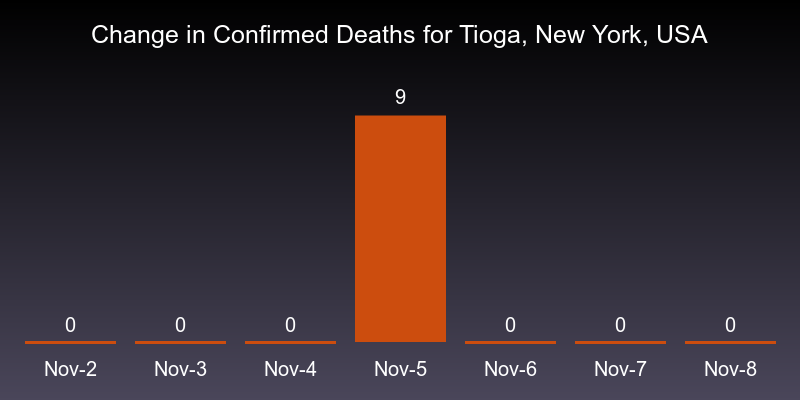 Change in Confirmed Deaths for Tioga, New York, USA
9
0 0 0 0 0 0
Nov-2 Nov-3 Nov-4 Nov-5 Nov-6 Nov-7 Nov-8